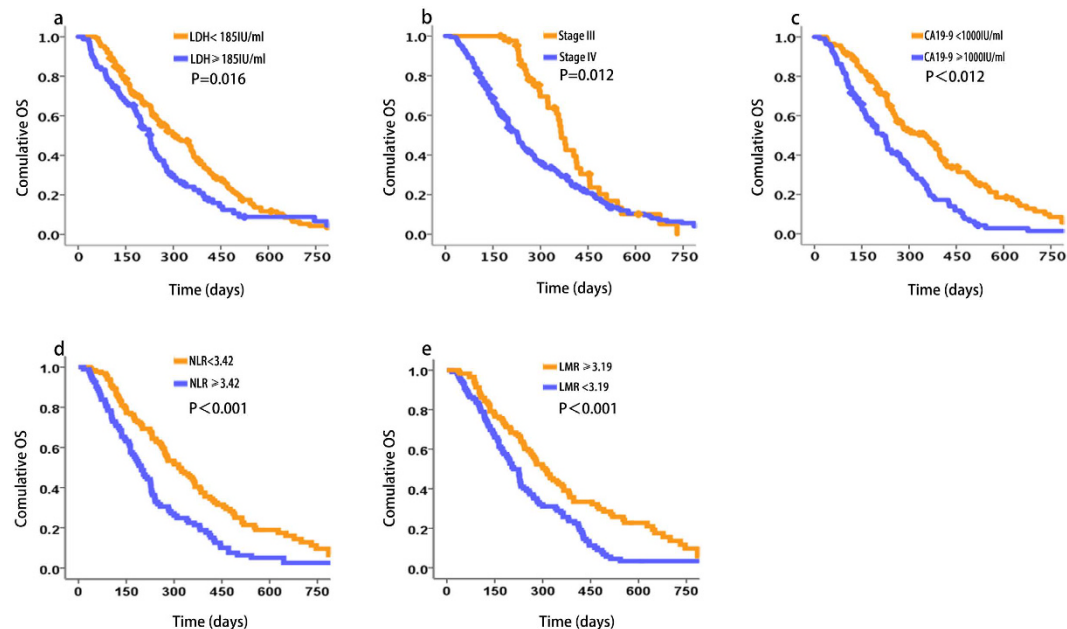 a
LDH< 185IU/ml
LDH≥ 185IU/ml
P=0.016
1.0
0.8
0.6
0.4
0.2
0.0
Comulative OS
0 150 300 450 600 750
Time (days)
b
Stage III
Stage IV
P=0.012
1.0
0.8
0.6
0.4
0.2
0.0
Comulative OS
0 150 300 450 600 750
Time (days)
c
CA19-9 <1000IU/ml
CA19-9 ≥1000IU/ml
P<0.012
1.0
0.8
0.6
0.4
0.2
0.0
Comulative OS
0 150 300 450 600 750
Time (days)
d
NLR<3.42
NLR ≥3.42
P<0.001
1.0
0.8
0.6
0.4
0.2
0.0
Comulative OS
0 150 300 450 600 750
Time (days)
e
LMR ≥3.19
LMR <3.19
P<0.001
1.0
0.8
0.6
0.4
0.2
0.0
Comulative OS
0 150 300 450 600 750
Time (days)